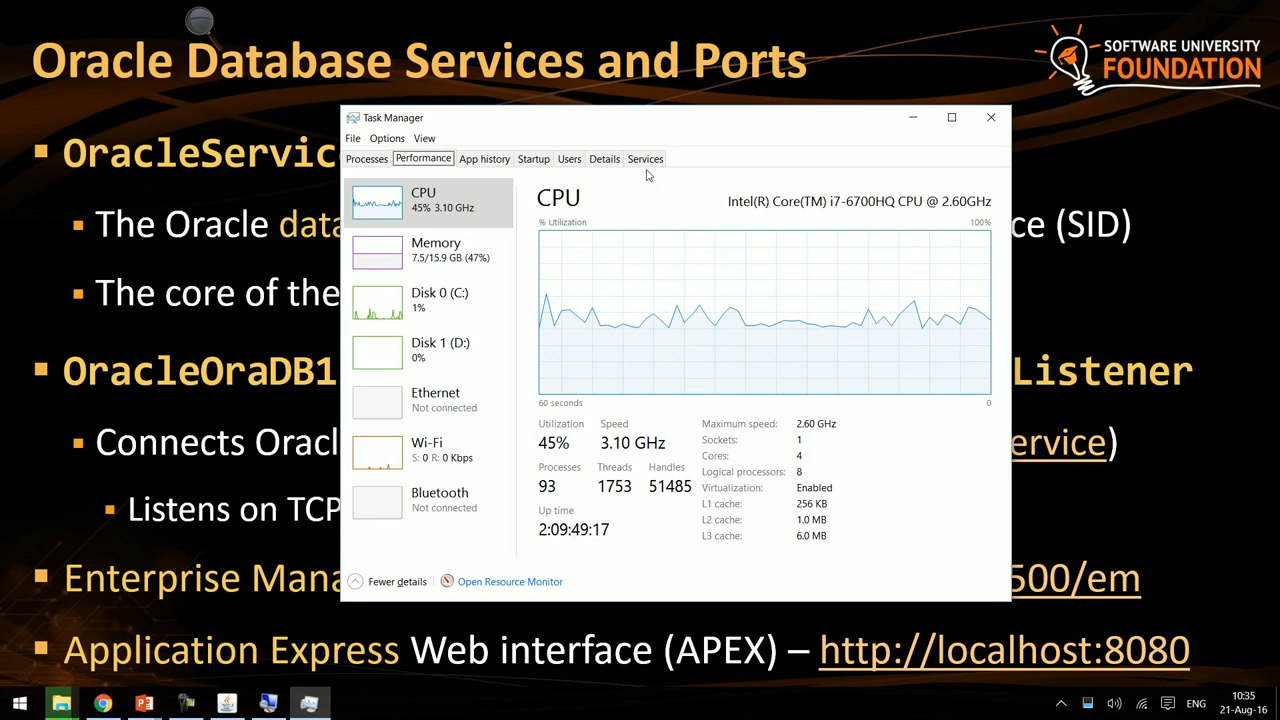 Oracle Database Services and Ports
SOFTWARE UNIVERSITY
FOUNDATION
Task Manager
File Options View
Processes Performance App history Startup Users Details Services
▪ OracleServic
▪ The Oracle data
ce (SID)
▪ The core of the
▪ OracleOraDB1
Listener
▪ Connects Oracl
ervice)
▪ Listens on TCP
▪ Enterprise Mana
500/em
▪ Application Express Web interface (APEX) – http://localhost:8080
CPU
45% 3.10 GHz
Memory
7.5/15.9 GB (47%)
Disk 0 (C:)
1%
Disk 1 (D:)
0%
Ethernet
Not connected
Wi-Fi
S: 0 R: 0 Kbps
Bluetooth
Not connected
CPU
Intel(R) Core(TM) i7-6700HQ CPU @ 2.60GHz
% Utilization 100%
60 seconds 0
Utilization Speed
45% 3.10 GHz
Processes Threads Handles
93 1753 51485
Up time
2:09:49:17
Maximum speed: 2.60 GHz
Sockets: 1
Cores: 4
Logical processors: 8
Virtualization: Enabled
L1 cache: 256 KB
L2 cache: 1.0 MB
L3 cache: 6.0 MB
Fewer details Open Resource Monitor
ENG
10:35
21-Aug-16